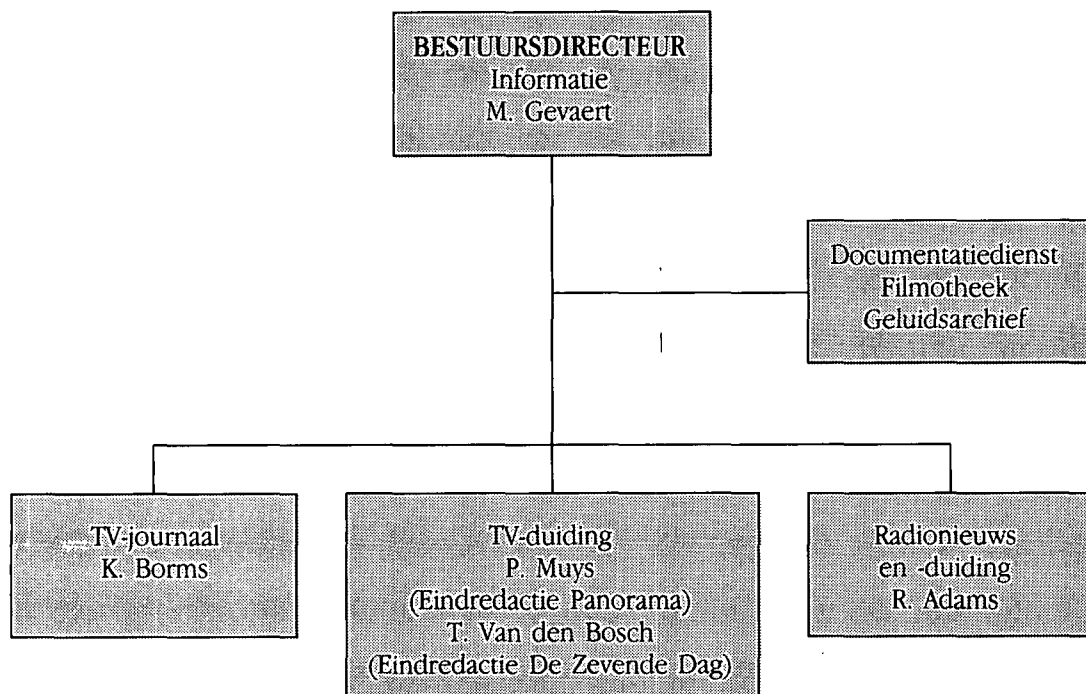 BESTUURSDIRECTEUR
Informatie
M. Gevaert
Documentatiedienst
Filmotheek
Geluidsarchief
TV-journaal
K. Borms
TV-duiding
P. Muys
(Eindredactie Panorama)
T. Van den Bosch
(Eindredactie De Zevende Dag)
Radionieuws
en -duiding
R. Adams